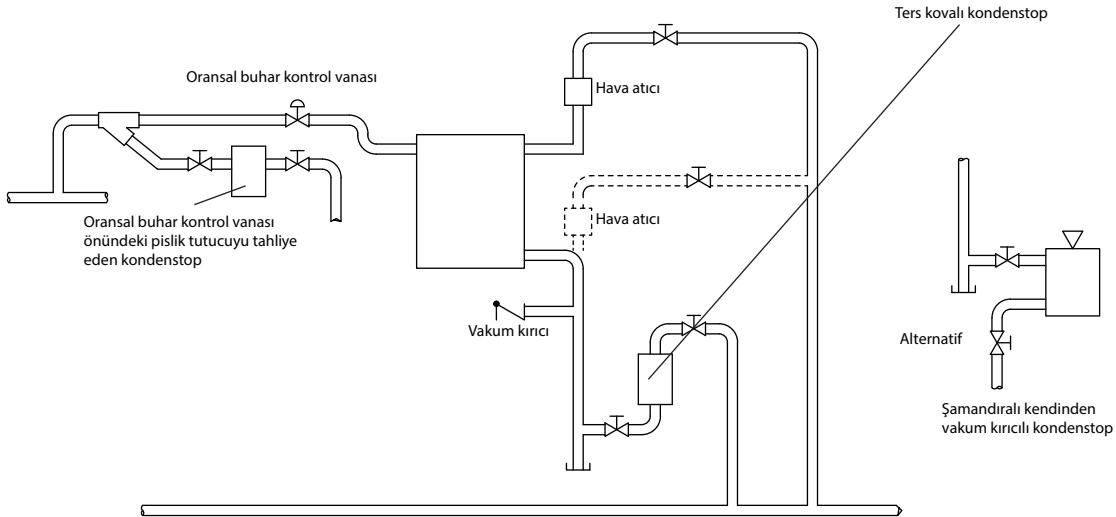 Ters kovalı kondenstop
Oransal buhar kontrol vanası
Hava atıcı
Hava atıcı
Oransal buhar kontrol vanası
önündeki pislik tutucuyu tahliye
eden kondenstop
Vakum kırıcı
Alternatif
Şamandıralı kendinden
vakum kırıcılı kondenstop